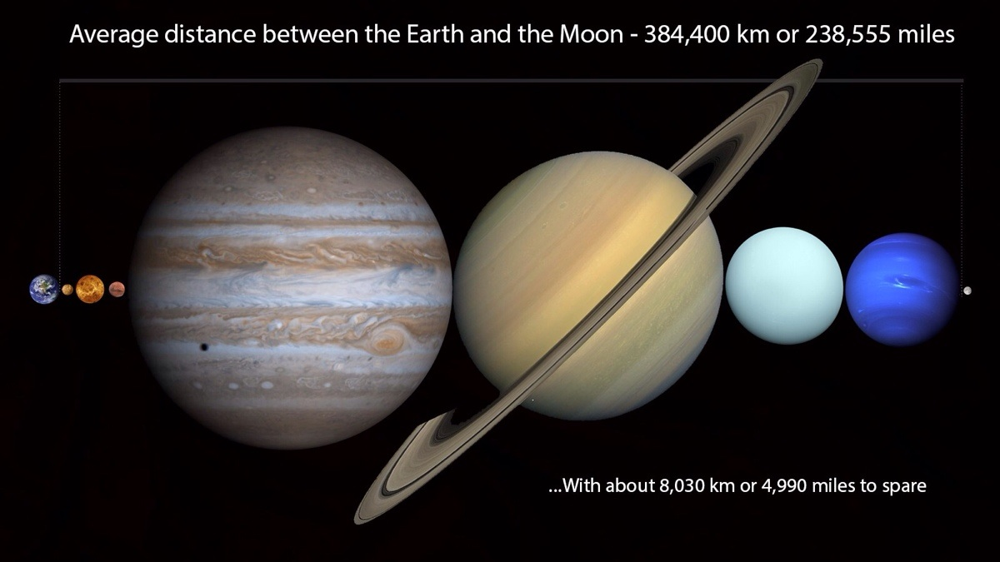 Average distance between the Earth and the Moon - 384,400 km or 238,555 miles
...With about 8,030 km or 4,990 miles to spare